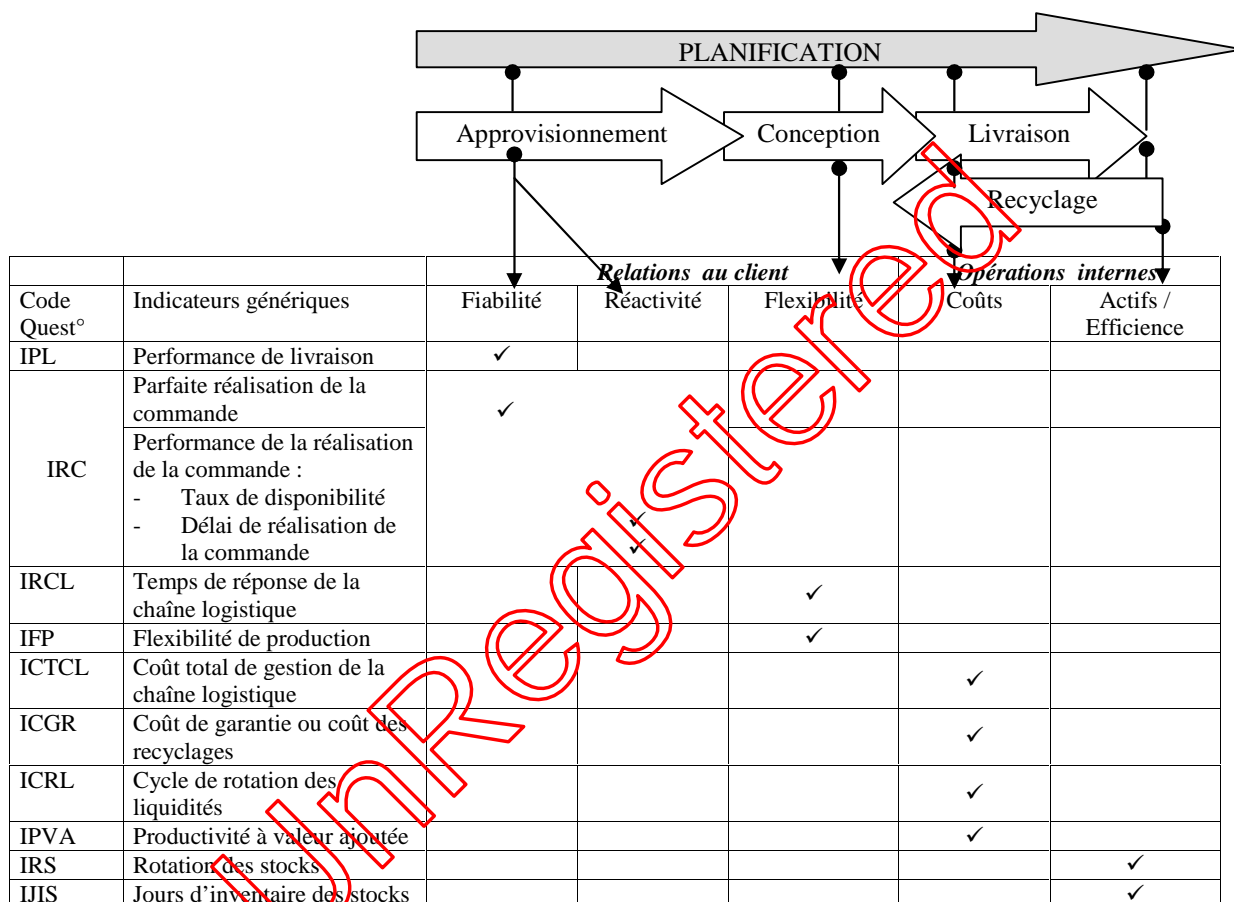 PLANIFICATION
Approvisionnement Conception Livraison
Recyclage
Relations au client Opérations internes
Code Quest° Indicateurs génériques Fiabilité Réactivité Flexibilité Coûts Actifs / Efficience
IPL Performance de livraison ✓
Parfaite réalisation de la
commande ✓
IRC
Performance de la réalisation
de la commande :
- Taux de disponibilité ✓
- Délai de réalisation de
la commande ✓
IRCL Temps de réponse de la
chaîne logistique ✓
IFP Flexibilité de production ✓
ICTCL Coût total de gestion de la
chaîne logistique ✓
ICGR Coût de garantie ou coût des
recyclages ✓
ICRL Cycle de rotation des
liquidités ✓
IPVA Productivité à valeur ajoutée ✓
IRS Rotation des stocks ✓
IJIS Jours d’inventaire des stocks ✓
UnRegistered